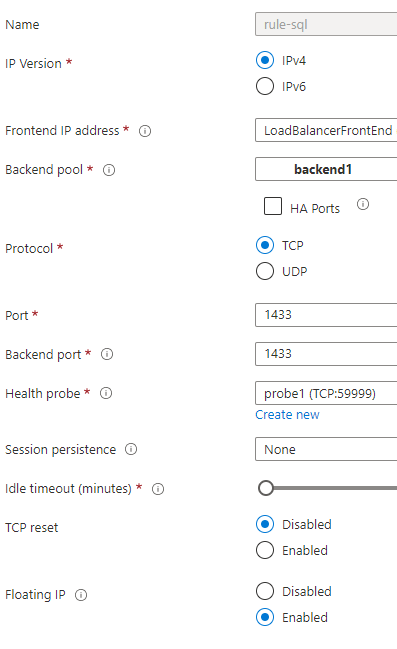 Name rule-sql
IP Version * IPv4
IPv6
Frontend IP address * LoadBalancerFrontEnd
Backend pool * backend1
HA Ports
Protocol * TCP
UDP
Port * 1433
Backend port * 1433
Health probe * probe1 (TCP:59999)
Create new
Session persistence None
Idle timeout (minutes) *
TCP reset Disabled
Enabled
Floating IP Disabled
Enabled